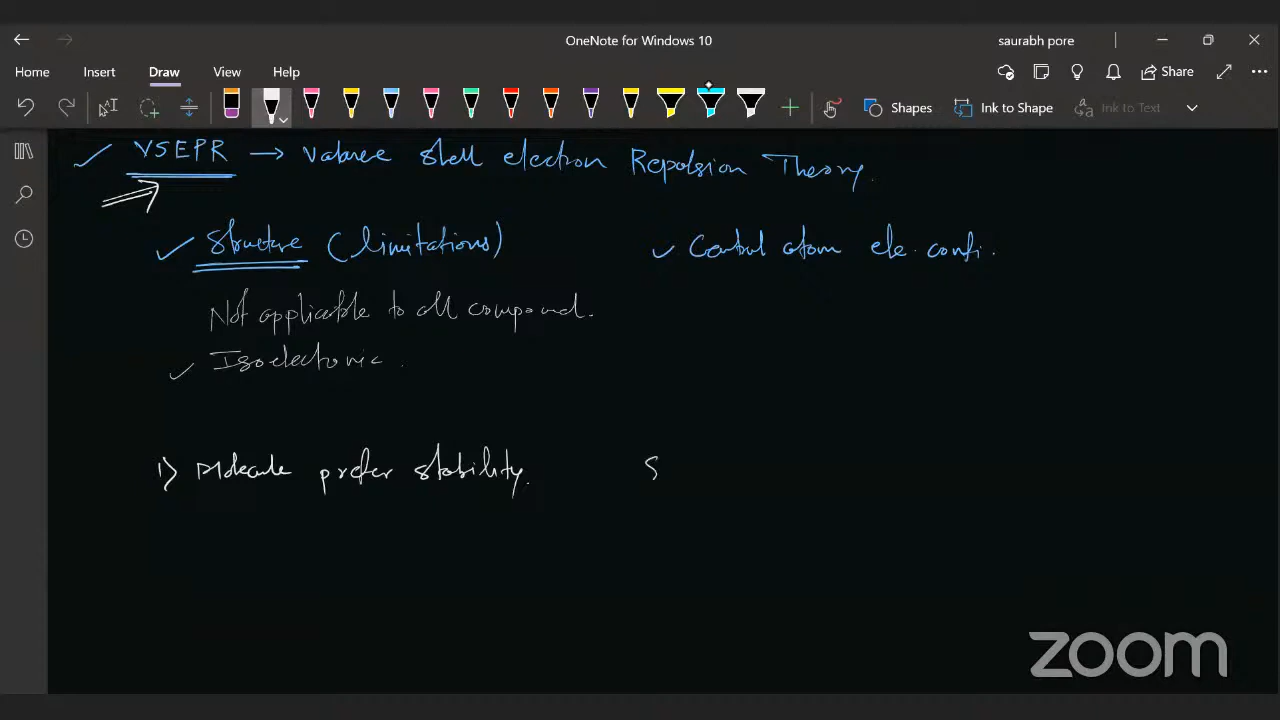 OneNote for Windows 10
saurabh pore
Home Insert Draw View Help
Share
Shapes Ink to Shape Ink to Text
VSEPR → Valance shell electron Repulsion Theory.
Structure (limitations)
Central atom ele. confi.
Not applicable to all compound.
Isoelectonic.
1) Molecule prefer stability.
S
zoom